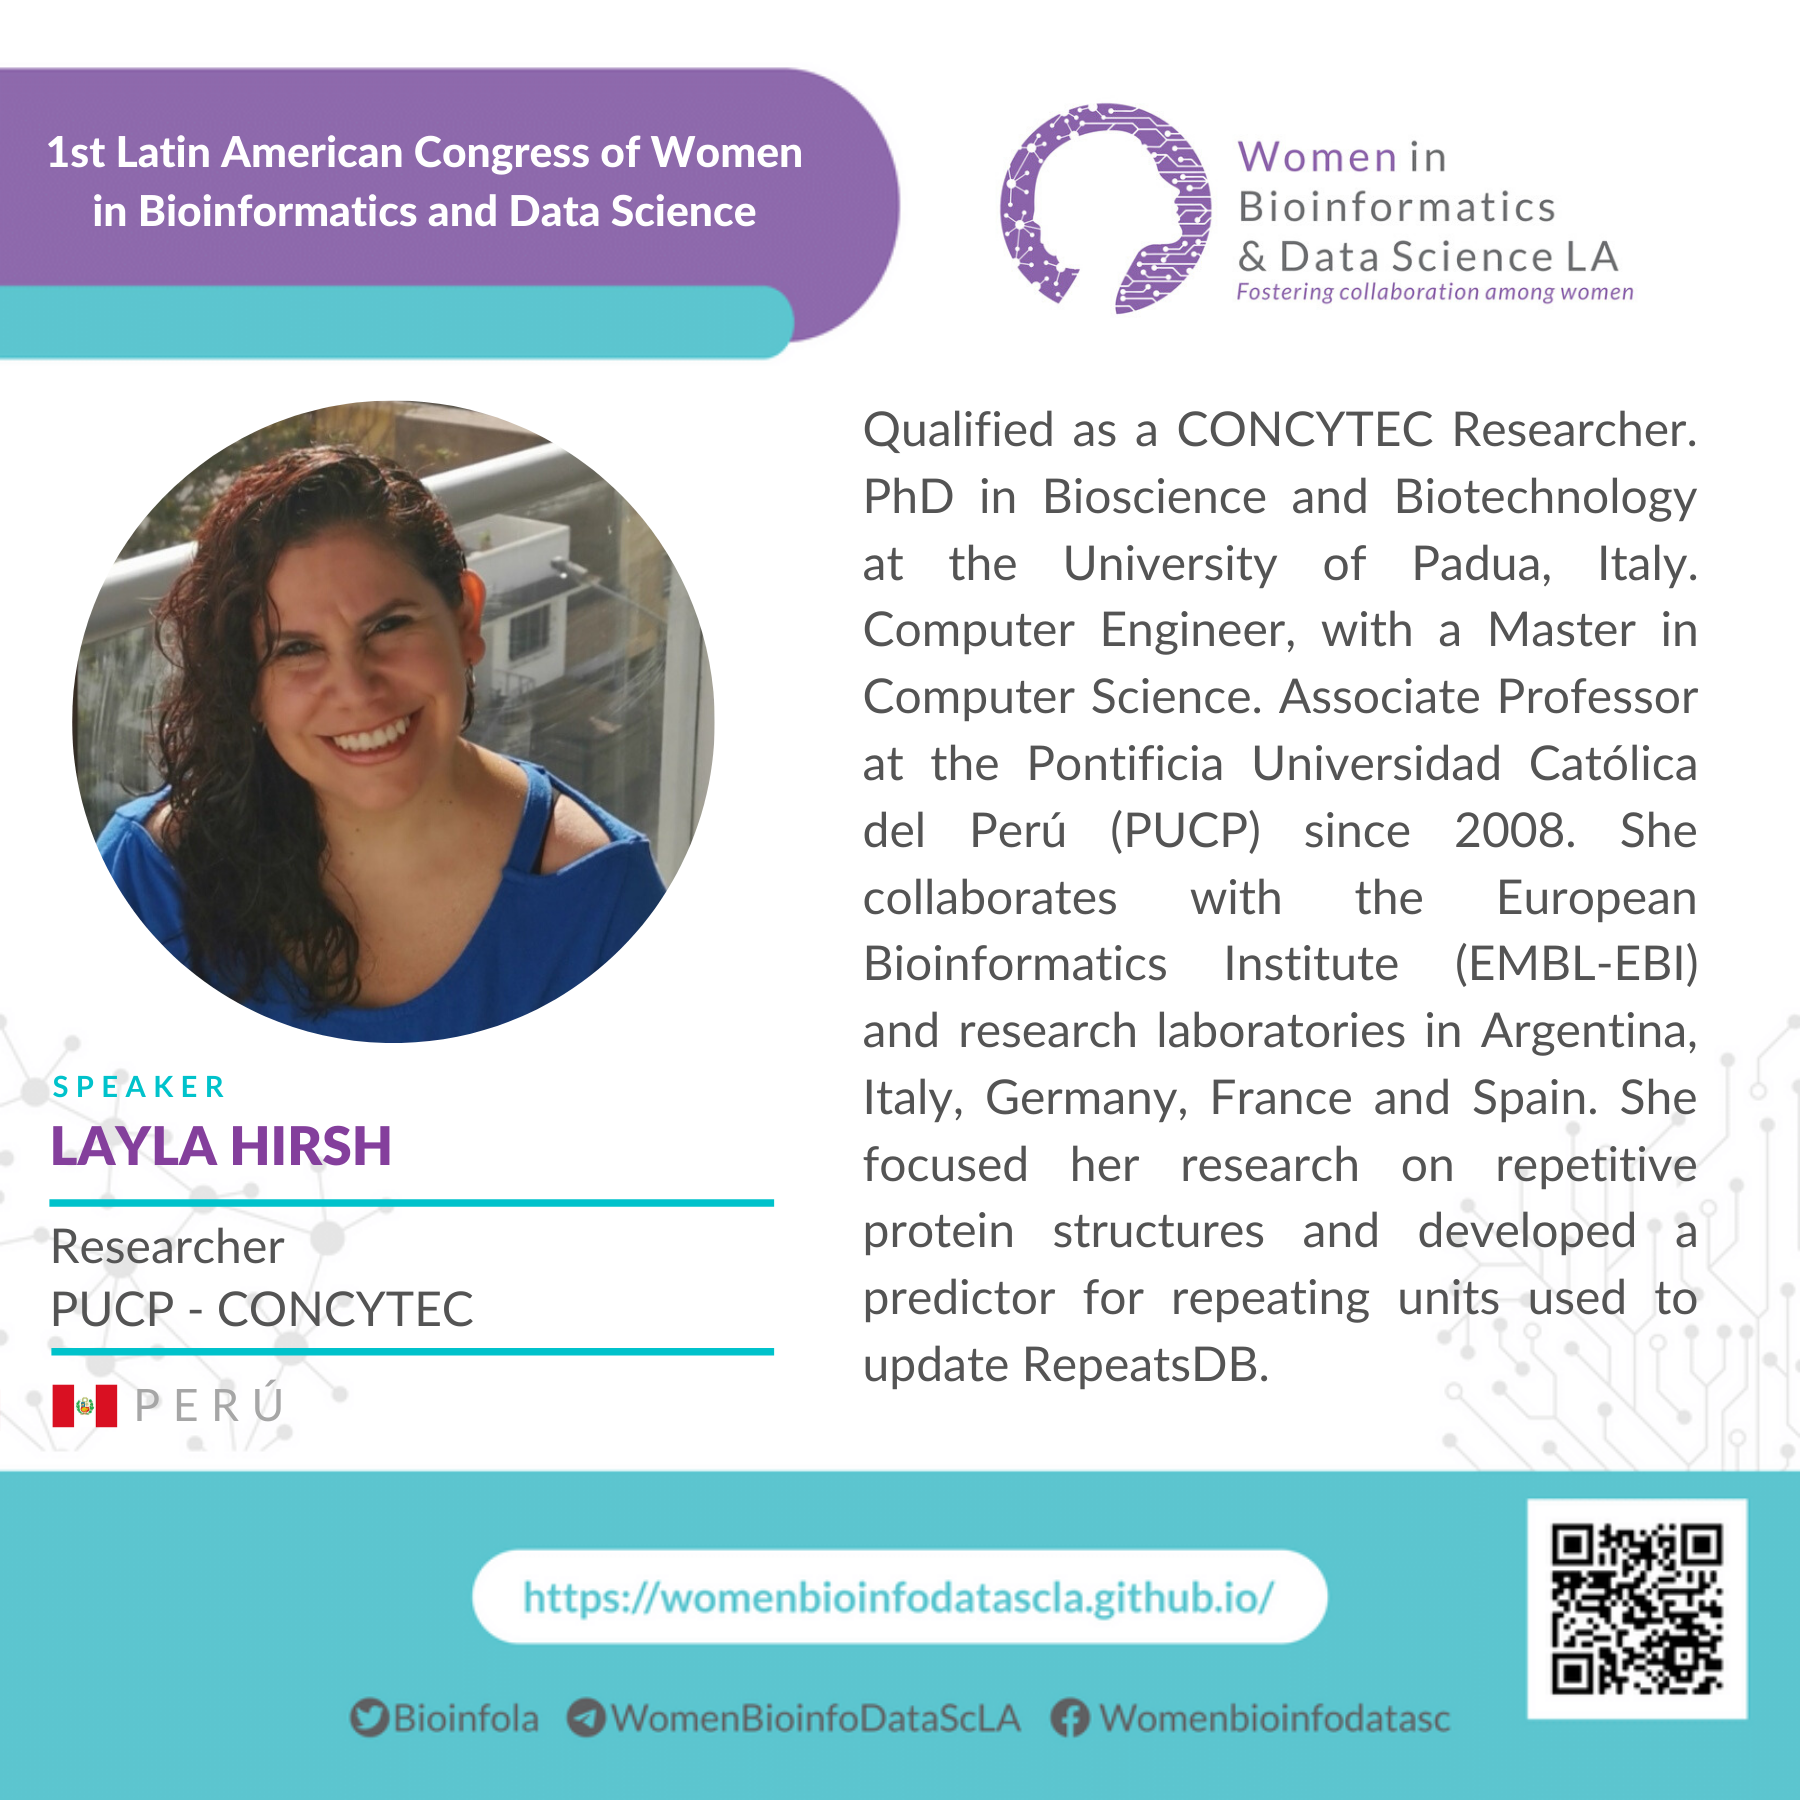 1st Latin American Congress of Women
in Bioinformatics and Data Science
Women in
Bioinformatics
& Data Science LA
Fostering collaboration among women
SPEAKER
LAYLA HIRSH
Researcher
PUCP - CONCYTEC
PERÚ
Qualified as a CONCYTEC Researcher.
PhD in Bioscience and Biotechnology
at the University of Padua, Italy.
Computer Engineer, with a Master in
Computer Science. Associate Professor
at the Pontificia Universidad Católica
del Perú (PUCP) since 2008. She
collaborates with the European
Bioinformatics Institute (EMBL-EBI)
and research laboratories in Argentina,
Italy, Germany, France and Spain. She
focused her research on repetitive
protein structures and developed a
predictor for repeating units used to
update RepeatsDB.
https://womenbioinfodatascla.github.io/
Bioinfola WomenBioinfoDataScLA Womenbioinfodatasc